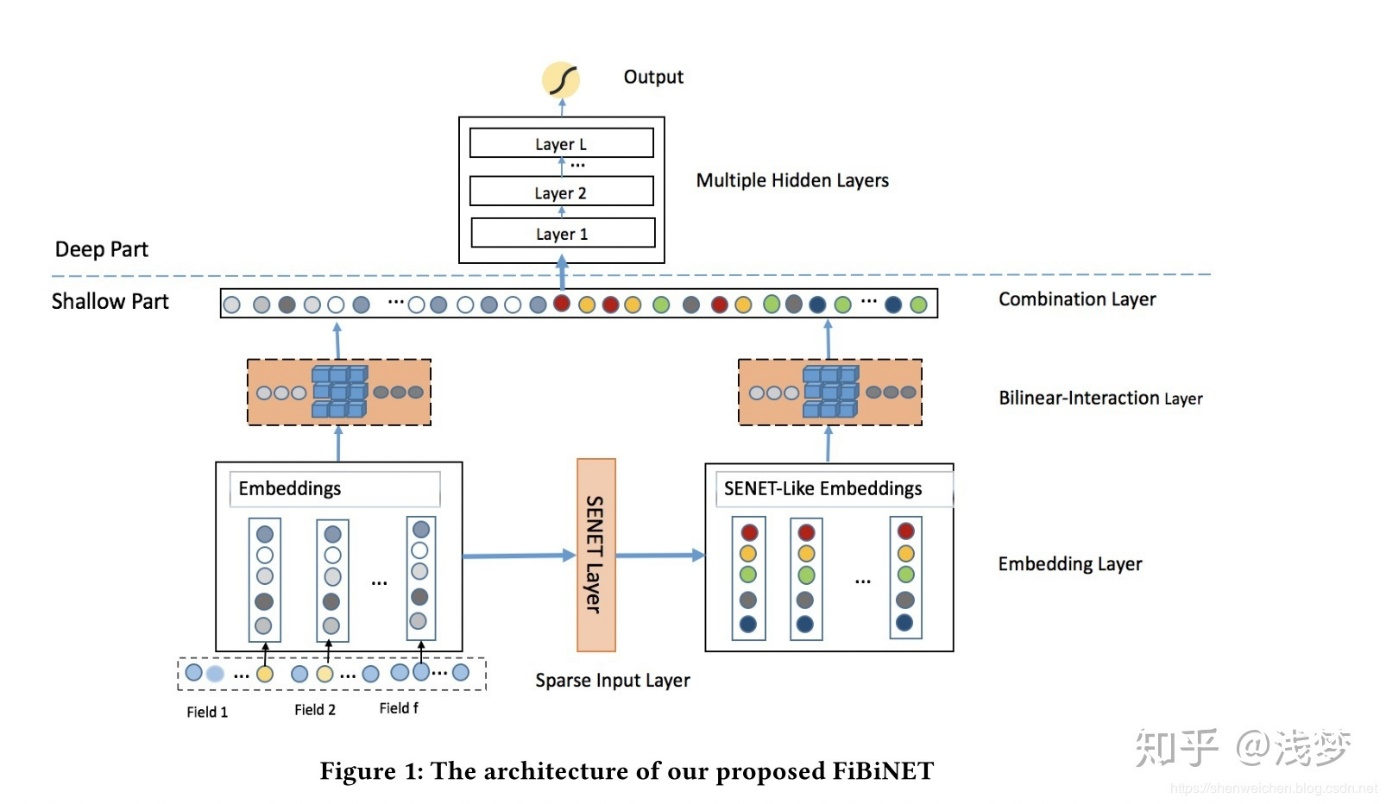 Output
Layer L
...
Layer 2
Multiple Hidden Layers
Layer 1
Deep Part
Shallow Part
... ...
Combination Layer
Bilinear-Interaction Layer
Embeddings
SENET Layer
SENET-Like Embeddings
... ...
Embedding Layer
... ... ...
Sparse Input Layer
Field 1
Field 2
Field f
Figure 1: The architecture of our proposed FiBiNET
知乎 @浅梦
https://shenweichen.blog.csdn.net